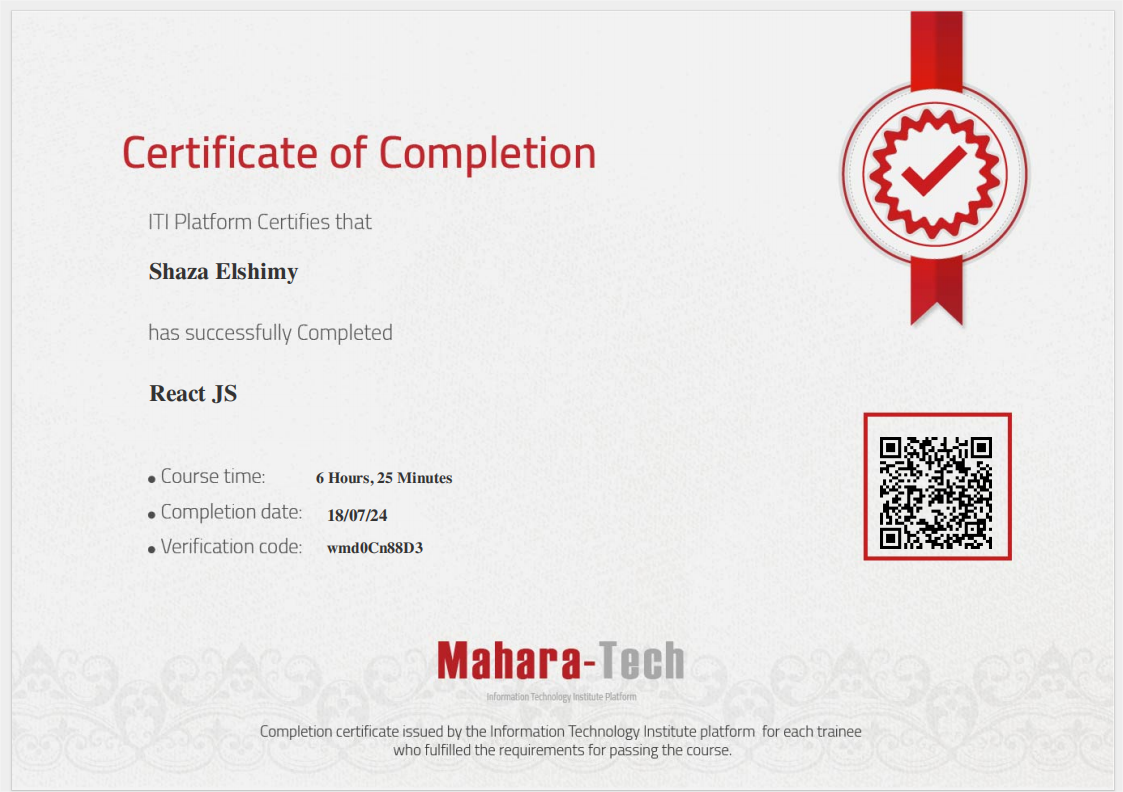 Certificate of Completion
ITI Platform Certifies that
Shaza Elshimy
has successfully Completed
React JS
Course time: 6 Hours, 25 Minutes
Completion date: 18/07/24
Verification code: wmd0Cn88D3
Mahara-Tech
Information Technology Institute Platform
Completion certificate issued by the Information Technology Institute platform for each trainee
who fulfilled the requirements for passing the course.